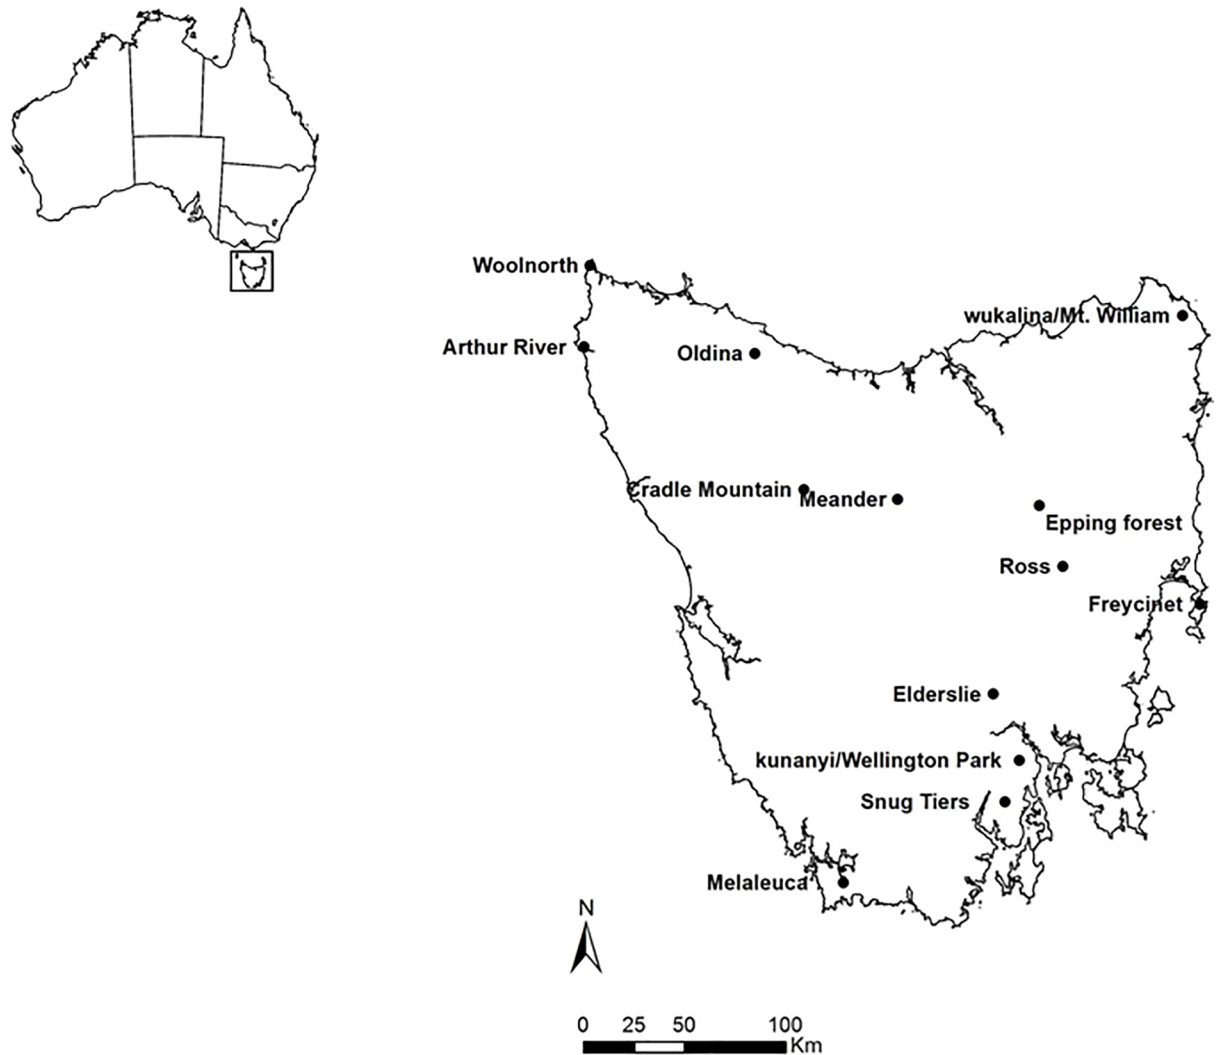 Woolnorth
wukalina/Mt. William
Arthur River
Oldina
Cradle Mountain
Meander
Epping forest
Ross
Freycinet
Elderslie
kunanyi/Wellington Park
Snug Tiers
Melaleuca
N
0 25 50 100
Km